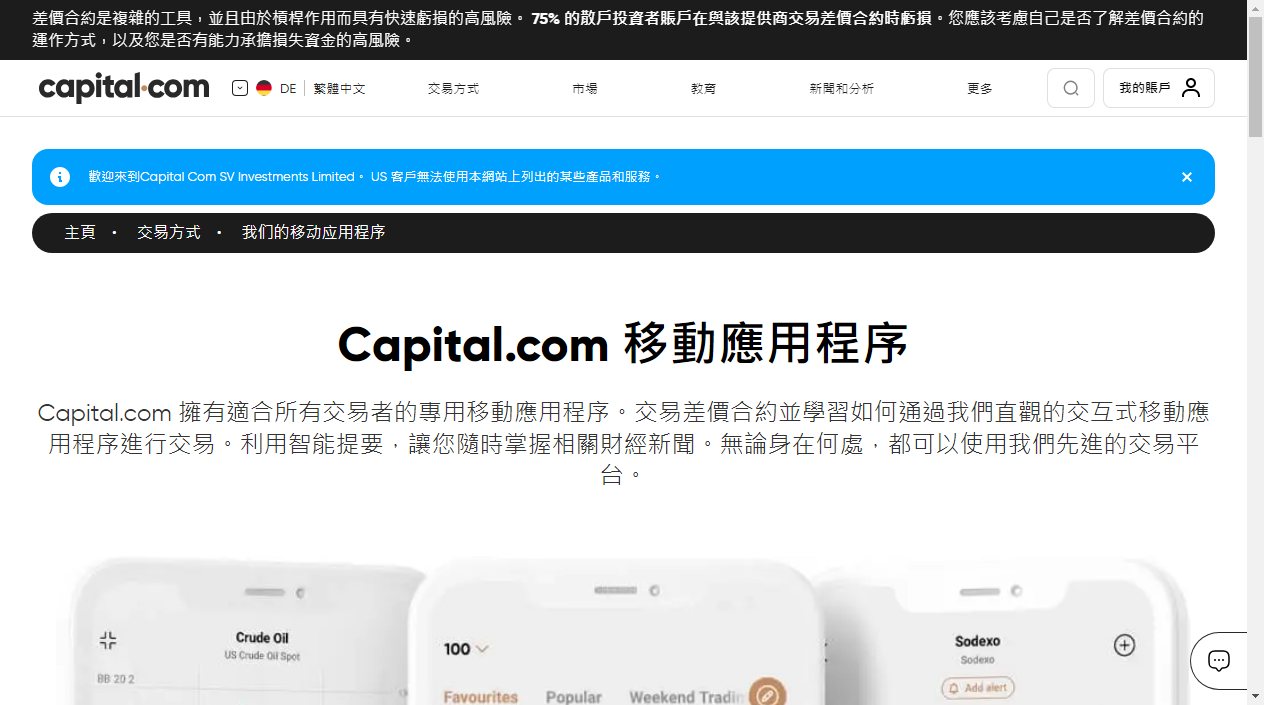 差價合約是複雜的工具，並且由於槓桿作用而具有快速虧損的高風險。 75% 的散戶投資者賬戶在與該提供商交易差價合約時虧損。您應該考慮自己是否了解差價合約的
運作方式，以及您是否有能力承擔損失資金的高風險。
capital.com DE 繁體中文 交易方式 市場 教育 新聞和分析 更多 我的賬戶
歡迎來到Capital Com SV Investments Limited。 US 客戶無法使用本網站上列出的某些產品和服務。
主頁 • 交易方式 • 我们的移动应用程序
Capital.com 移動應用程序
Capital.com 擁有適合所有交易者的專用移動應用程序。交易差價合約並學習如何通過我們直觀的交互式移動應
用程序進行交易。利用智能提要，讓您隨時掌握相關財經新聞。無論身在何處，都可以使用我們先進的交易平
台。
Crude Oil
US Crude Oil Spot
BB 20 2
100
Favourites Popular Weekend Tradin
Sodexo
Sodexo
Add alert